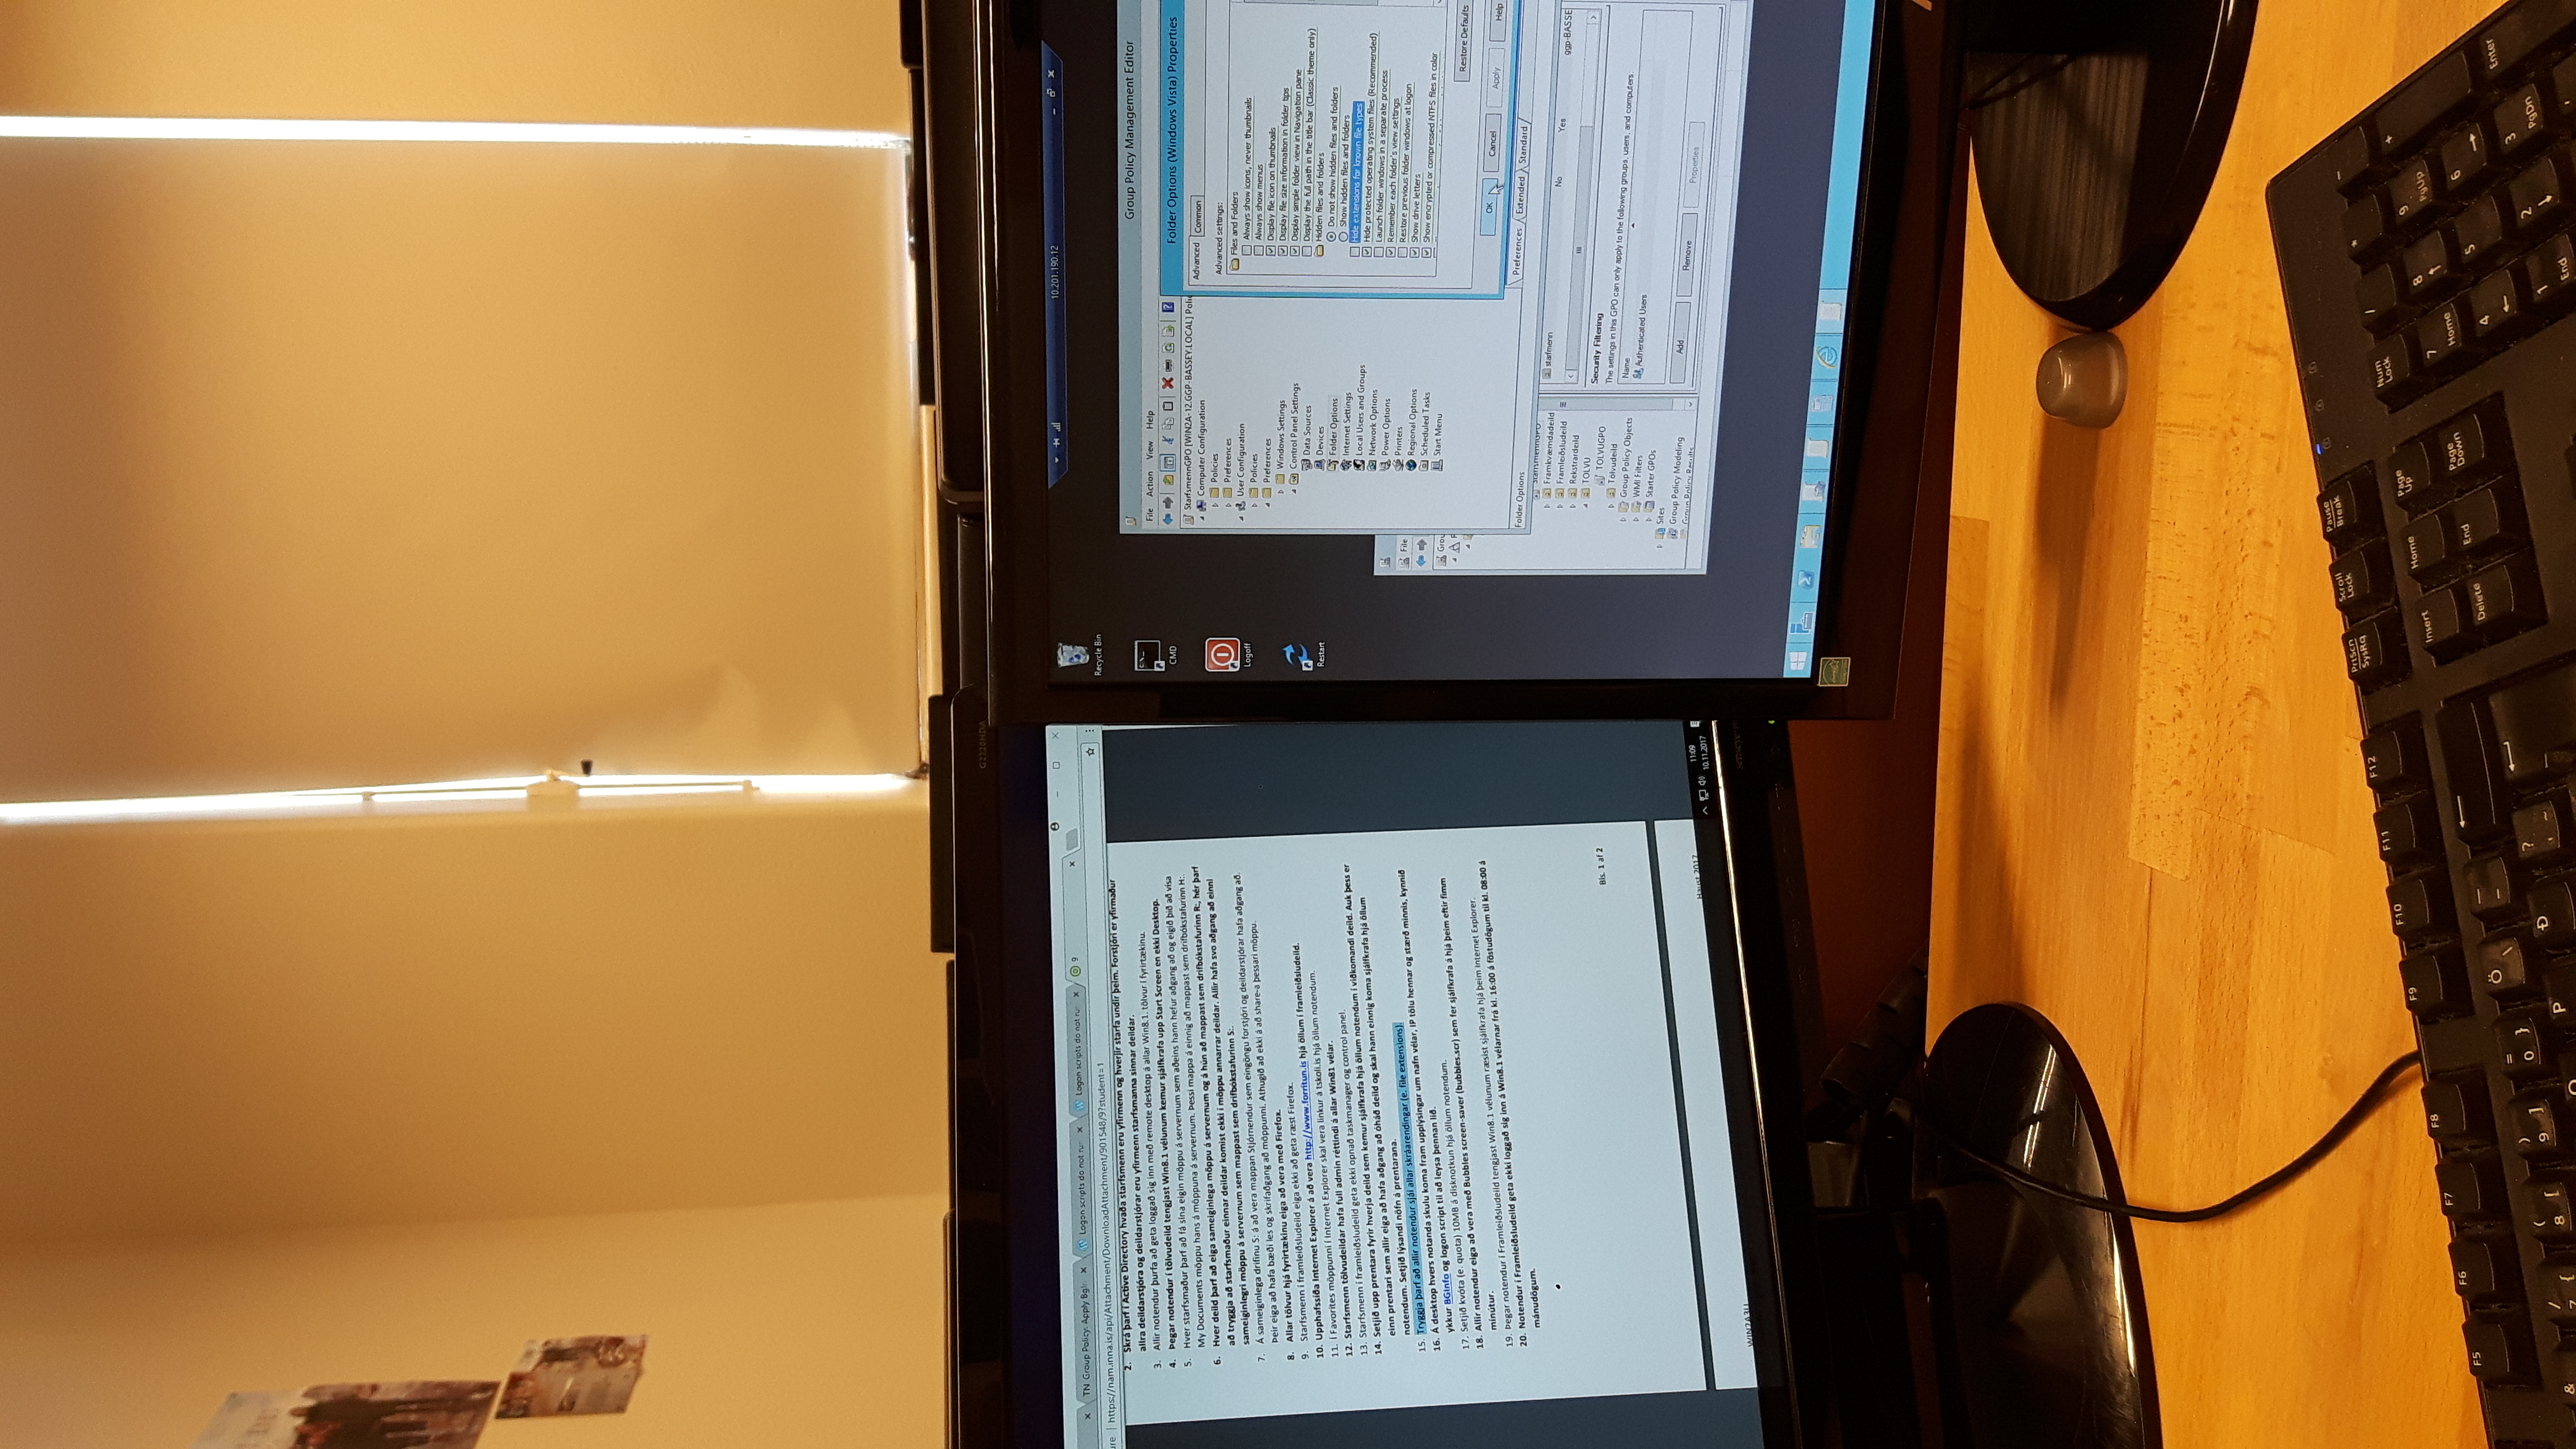 G2220HDA
TN Group Policy: Apply BgI
Logon scripts do not ru
Logon scripts do not ru
9
ure | https://nam.inna.is/api/Attachment/DownloadAttachment/901548/9?student=1
2. Skrá þarf í Active Directory hvaða starfsmenn eru yfirmenn og hverjir starfa undir þeim. Forstjóri er yfirmaður
allra deildarstjóra og deildarstjórar eru yfirmenn starfsmanna sinnar deildar.
3. Allir notendur þurfa að geta loggað sig inn með remote desktop á allar Win8.1. tölvur í fyrirtækinu.
4. Þegar notendur í tölvudeild tengjast Win8.1 vélunum kemur sjálfkrafa upp Start Screen en ekki Desktop.
5. Hver starfsmaður þarf að fá sína eigin möppu á servernum sem aðeins hann hefur aðgang að og eigið þið að vísa
My Documents möppu hans á möppuna á servernum. Þessi mappa á einnig að mappast sem drifbókstafurinn H:.
6. Hver deild þarf að eiga sameiginlega möppu á servernum og á hún að mappast sem drifbókstafurinn R:, hér þarf
að tryggja að starfsmaður einnar deildar komist ekki í möppu annarrar deildar. Allir hafa svo aðgang að einni
sameiginlegri möppu á servernum sem mappast sem drifbókstafurinn S:.
7. Á sameiginlega drifinu S: á að vera mappan Stjórnendur sem eingöngu forstjóri og deildarstjórar hafa aðgang að.
Þeir eiga að hafa bæði les og skrifaðgang að möppunni. Athugið að ekki á að share-a þessari möppu.
8. Allar tölvur hjá fyrirtækinu eiga að vera með Firefox.
9. Starfsmenn í framleiðsludeild eiga ekki að geta ræst Firefox.
10. Upphafssíða Internet Explorer á að vera http://www.forritun.is hjá öllum í framleiðsludeild.
11. Í Favorites möppunni í Internet Explorer skal vera linkur á tskoli.is hjá öllum notendum.
12. Starfsmenn tölvudeildar hafa full admin réttindi á allar Win81 vélar.
13. Starfsmenn í framleiðsludeild geta ekki opnað taskmanager og control panel.
14. Setjið upp prentara fyrir hverja deild sem kemur sjálfkrafa hjá öllum notendum í viðkomandi deild. Auk þess er
einn prentari sem allir eiga að hafa aðgang að óháð deild og skal hann einnig koma sjálfkrafa hjá öllum
notendum. Setjið lýsandi nöfn á prentarana.
15. Tryggja þarf að allir notendur sjái allar skráarendingar (e. file extensions)
16. Á desktop hvers notanda skulu koma fram upplýsingar um nafn vélar, IP tölu hennar og stærð minnis, kynnið
ykkur BGInfo og logon script til að leysa þennan lið.
17. Setjið kvóta (e. quota) 10MB á disknotkun hjá öllum notendum.
18. Allir notendur eiga að vera með Bubbles screen-saver (bubbles.scr) sem fer sjálfkrafa á hjá þeim eftir fimm
mínútur.
19. Þegar notendur í Framleiðsludeild tengjast Win8.1 vélunum ræsist sjálfkrafa hjá þeim Internet Explorer.
20. Notendur í Framleiðsludeild geta ekki loggað sig inn á Win8.1 vélarnar frá kl. 16:00 á föstudögum til kl. 08:00 á
mánudögum.
Bls. 1 af 2
Haust 2017
WIN2A3U
11:09
10.11.2017
10.201.190.12
Recycle Bin
CMD
Logoff
Restart
Group Policy Management Editor
File Action View Help
StarfsmennGPO [WIN2A-12.GGP-BASSEY.LOCAL] Poli
Computer Configuration
Policies
Preferences
User Configuration
Policies
Preferences
Windows Settings
Control Panel Settings
Data Sources
Devices
Folder Options
Internet Settings
Local Users and Groups
Network Options
Power Options
Printers
Regional Options
Scheduled Tasks
Start Menu
Folder Options
Preferences Extended Standard
Folder Options (Windows Vista) Properties
Advanced Common
Advanced settings:
Files and Folders
Always show icons, never thumbnails
Always show menus
Display file icon on thumbnails
Display file size information in folder tips
Display simple folder view in Navigation pane
Display the full path in the title bar (Classic theme only)
Hidden files and folders
Do not show hidden files and folders
Show hidden files and folders
Hide extensions for known file types
Hide protected operating system files (Recommended)
Launch folder windows in a separate process
Remember each folder's view settings
Restore previous folder windows at logon
Show drive letters
Show encrypted or compressed NTFS files in color
Restore Defaults
OK Cancel Apply Help
File
Grou
StarfsmennGPO
Framkvæmdadeild
Framleiðsludeild
Rekstrardeild
TOLVU
TOLVUGPO
Tölvudeild
Group Policy Objects
WMI Filters
Starter GPOs
Sites
Group Policy Modeling
Group Policy Results
starfmenn No Yes ggp-BASSE
Security Filtering
The settings in this GPO can only apply to the following groups, users, and computers:
Name
Authenticated Users
Add... Remove Properties
F5 F6 F7 F8 F9 F10 F11 F12
PrtScn
SysRq
Scroll
Lock
Pause
Break
Insert Home Page
Up
Delete End Page
Down
Num
Lock
/ * -
7
Home
8
9
PgUp
+
4 5 6
1
End
2
3
PgDn
Enter
&
/
7 {
(
8 [
)
9 ]
=
0 }
Ö
\
—
–
O P Đ ?
~